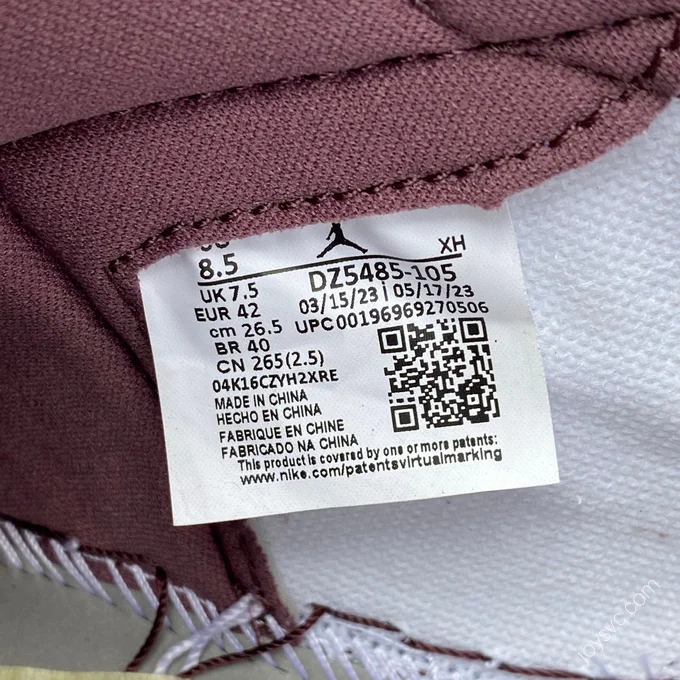 XH
8.5
DZ5485-105
UK 7.5
03/15/23 | 05/17/23
EUR 42
UPC00196969270506
cm 26.5
BR 40
CN 265(2.5)
04K16CZYH2XRE
MADE IN CHINA
HECHO EN CHINA
FABRIQUE EN CHINE
FABRICADO NA CHINA
This product is covered by one or more patents:
www.nike.com/patentsvirtualmarking
joysvc.com